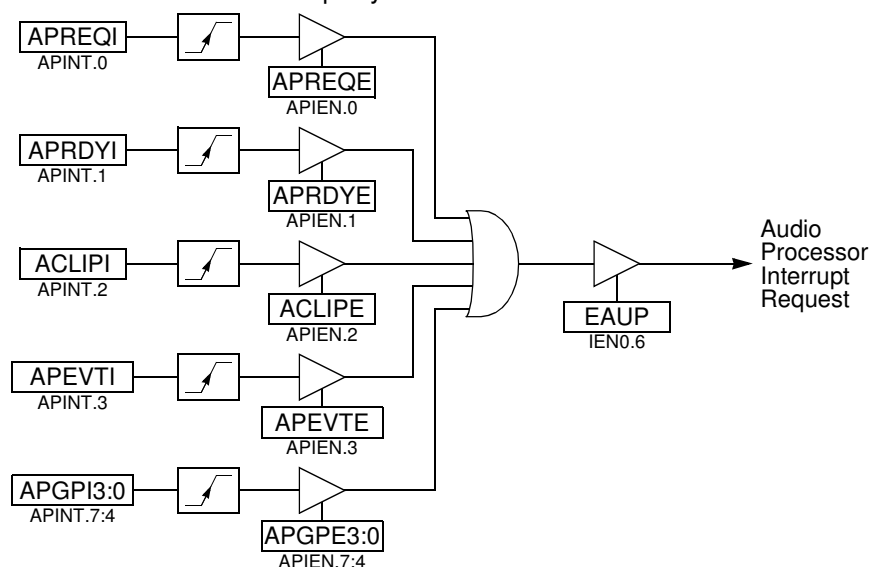 APREQI
APINT.0
APREQE
APIEN.0
APRDYI
APINT.1
APRDYE
APIEN.1
ACLIPI
APINT.2
ACLIPE
APIEN.2
APEVTI
APINT.3
APEVTE
APIEN.3
APGPI3:0
APINT.7:4
APGPE3:0
APIEN.7:4
EAUP
IEN0.6
Audio
Processor
Interrupt
Request